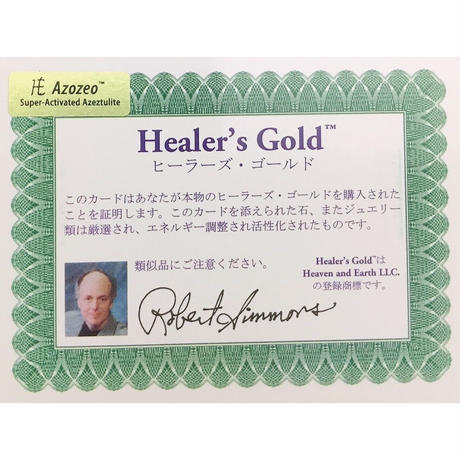 HE Azozeo™
Super-Activated Azeztulite
Healer's Gold™
ヒーラーズ・ゴールド
このカードはあなたが本物のヒーラーズ・ゴールドを購入された
ことを証明します。このカードを添えられた石、またジュエリー
類は厳選され、エネルギー調整され活性化されたものです。
類似品にご注意ください。
Healer's Gold™は
Heaven and Earth LLC.
の登録商標です。
Robert Simmons